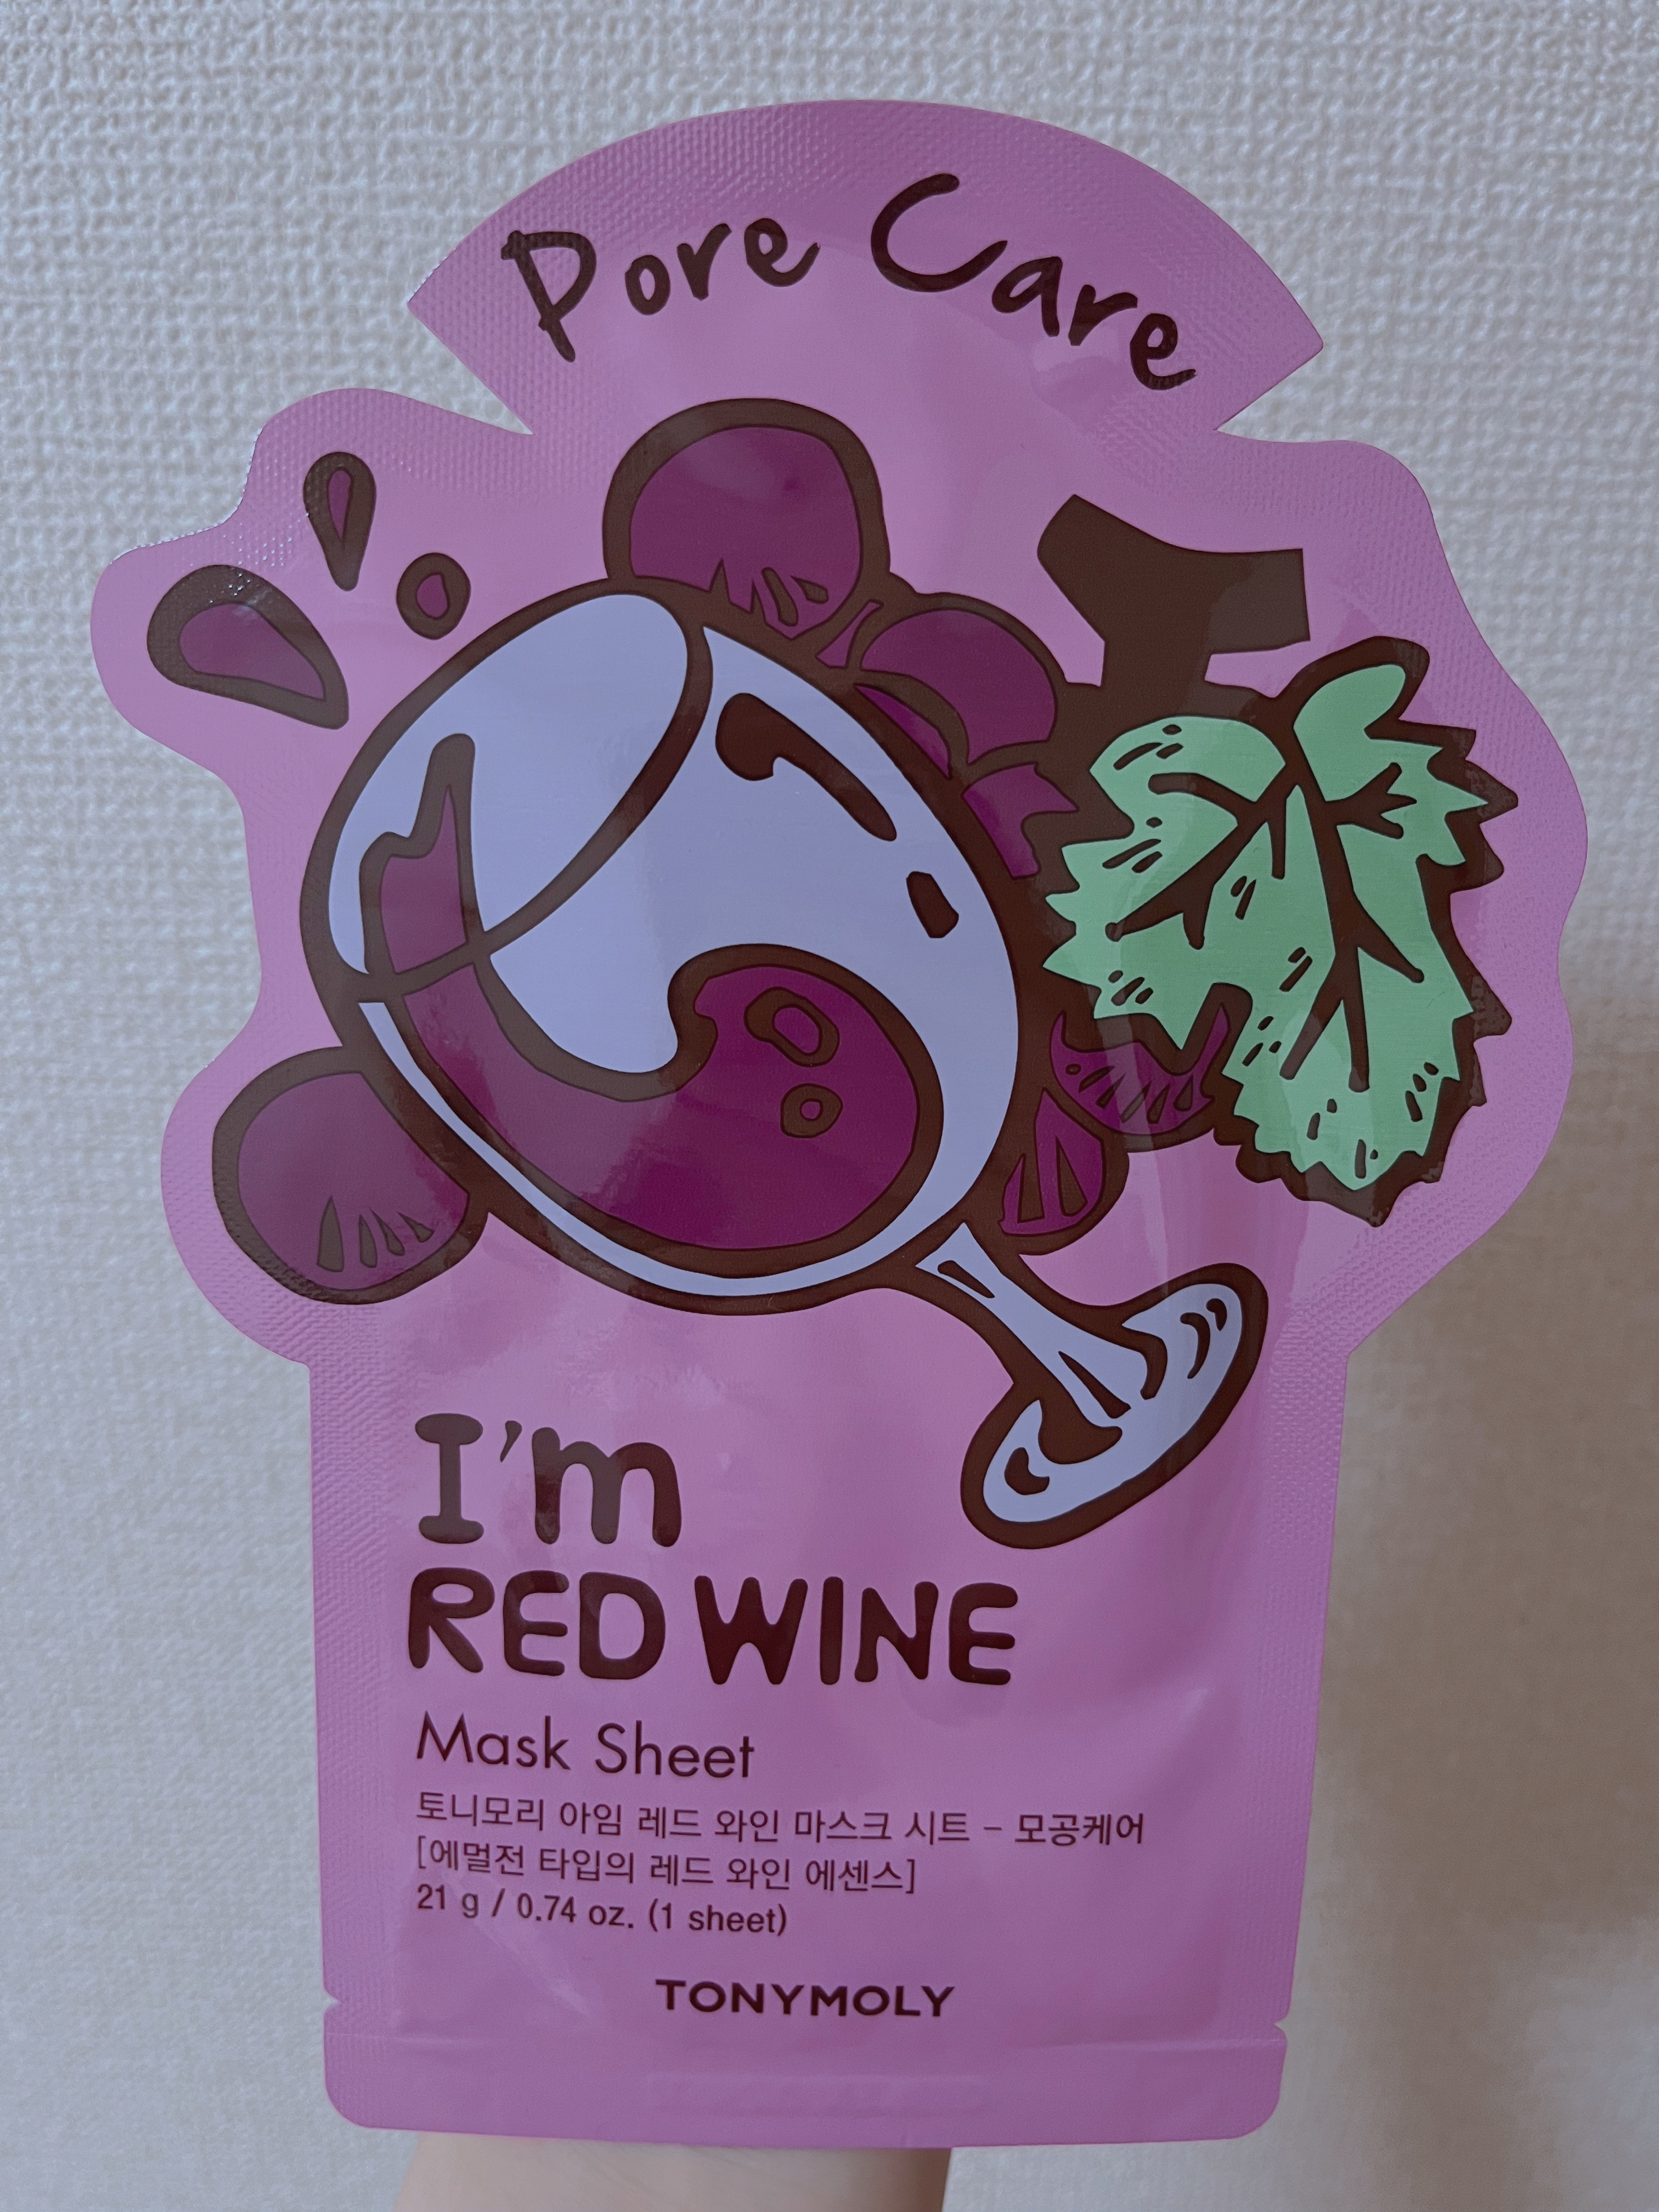 Pore Care
I'm
RED WINE
Mask Sheet
토니모리 아임 레드 와인 마스크 시트 – 모공케어
[에멀전 타입의 레드 와인 에센스]
21 g / 0.74 oz. (1 sheet)
TONYMOLY